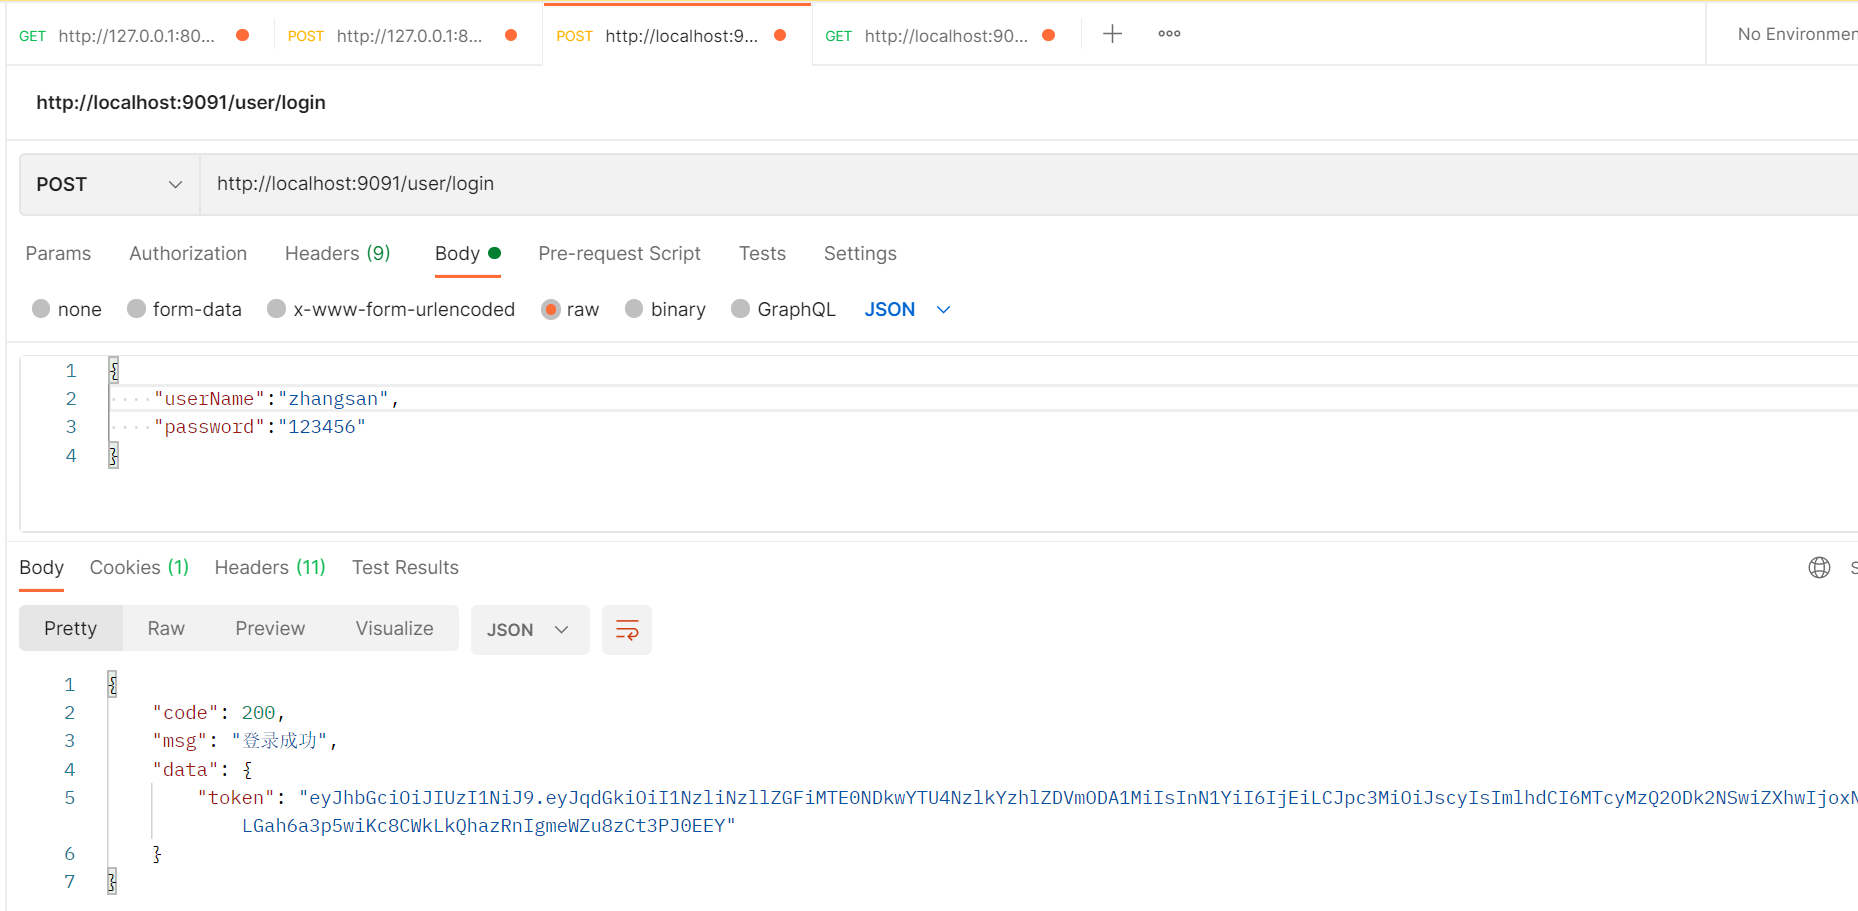 GET http://127.0.0.1:80... POST http://127.0.0.1:8... POST http://localhost:9... GET http://localhost:90... No Environmen
http://localhost:9091/user/login
POST http://localhost:9091/user/login
Params Authorization Headers (9) Body Pre-request Script Tests Settings
none form-data x-www-form-urlencoded raw binary GraphQL JSON
1 {
2 "userName":"zhangsan",
3 "password":"123456"
4 }
Body Cookies (1) Headers (11) Test Results S
Pretty Raw Preview Visualize JSON
1 {
2 "code": 200,
3 "msg": "登录成功",
4 "data": {
5 "token": "eyJhbGciOiJIUzI1NiJ9.eyJqdGkiOiI1NzliNzllZGFiMTE0NDkwYTU4NzlkYzhlZDVmODA1MiIsInN1YiI6IjEiLCJpc3MiOiJscyIsImlhdCI6MTcyMzQ2ODk2NSwiZXhwIjoxN
LGah6a3p5wiKc8CWkLkQhazRnIgmeWZu8zCt3PJ0EEY"
6 }
7 }